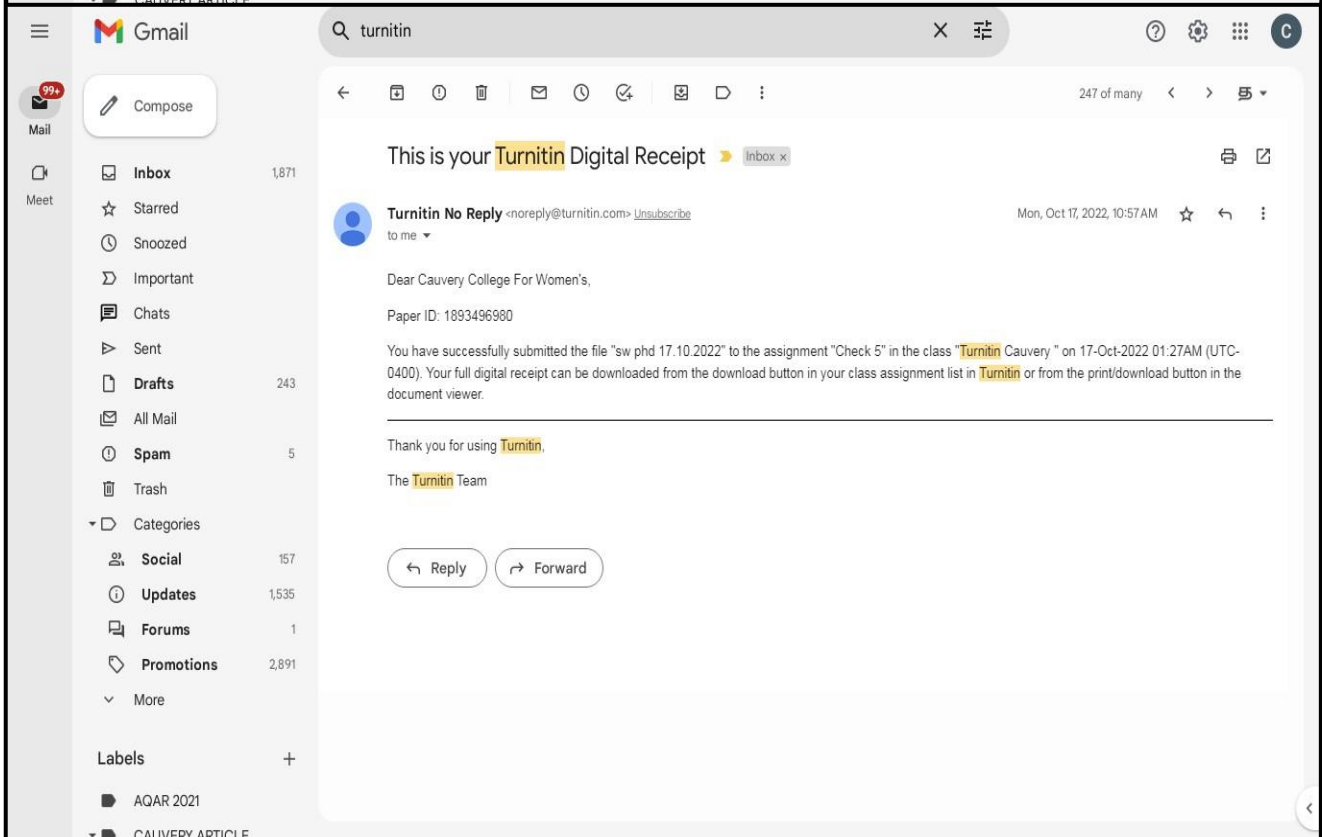 CAUVERY ARTICLE
Gmail
turnitin
99+
Mail
Meet
Compose
Inbox 1,871
Starred
Snoozed
Important
Chats
Sent
Drafts 243
All Mail
Spam 5
Trash
Categories
Social 157
Updates 1,535
Forums 1
Promotions 2,891
More
Labels
AQAR 2021
CAUVERY ARTICLE
C
247 of many
This is your Turnitin Digital Receipt Inbox x
Turnitin No Reply <noreply@turnitin.com> Unsubscribe Mon, Oct 17, 2022, 10:57 AM
to me
Dear Cauvery College For Women's,
Paper ID: 1893496980
You have successfully submitted the file "sw phd 17.10.2022" to the assignment "Check 5" in the class "Turnitin Cauvery " on 17-Oct-2022 01:27AM (UTC-
0400). Your full digital receipt can be downloaded from the download button in your class assignment list in Turnitin or from the print/download button in the
document viewer.
Thank you for using Turnitin,
The Turnitin Team
Reply Forward